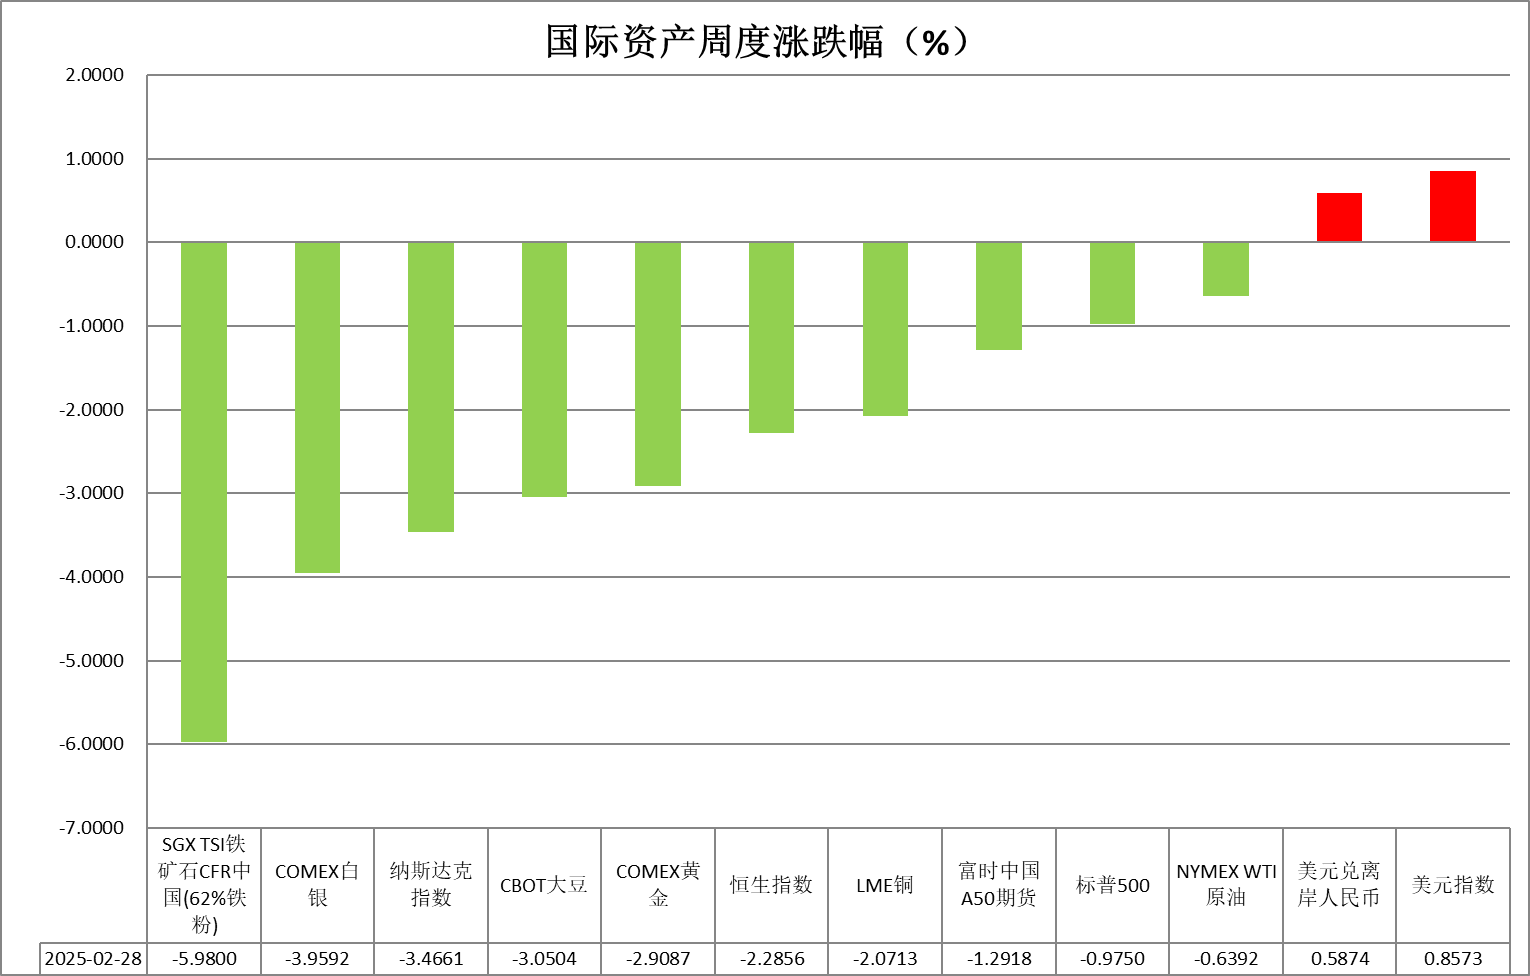 国际资产周度涨跌幅（%）
2.0000
1.0000
0.0000
-1.0000
-2.0000
-3.0000
-4.0000
-5.0000
-6.0000
-7.0000
SGX TSI铁
矿石CFR中
国(62%铁
粉)
COMEX白
银
纳斯达克
指数
CBOT大豆
COMEX黄
金
恒生指数
LME铜
富时中国
A50期货
标普500
NYMEX WTI
原油
美元兑离
岸人民币
美元指数
2025-02-28 -5.9800 -3.9592 -3.4661 -3.0504 -2.9087 -2.2856 -2.0713 -1.2918 -0.9750 -0.6392 0.5874 0.8573